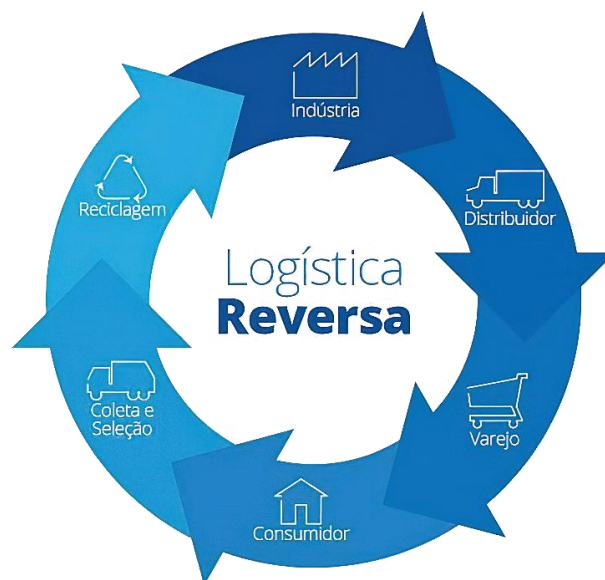 Logística
Reversa
Indústria
Distribuidor
Varejo
Consumidor
Coleta e
Seleção
Reciclagem